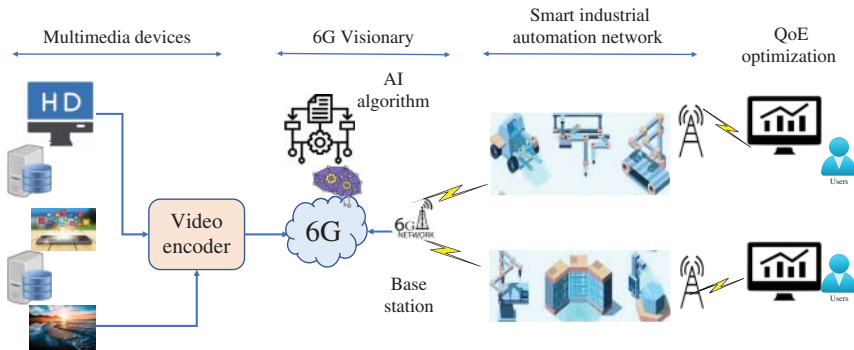 Multimedia devices
6G Visionary
Smart industrial
automation network
QoE
optimization
HD
AI
algorithm
Users
Video
encoder
6G
6G
NETWORK
Base
station
Users